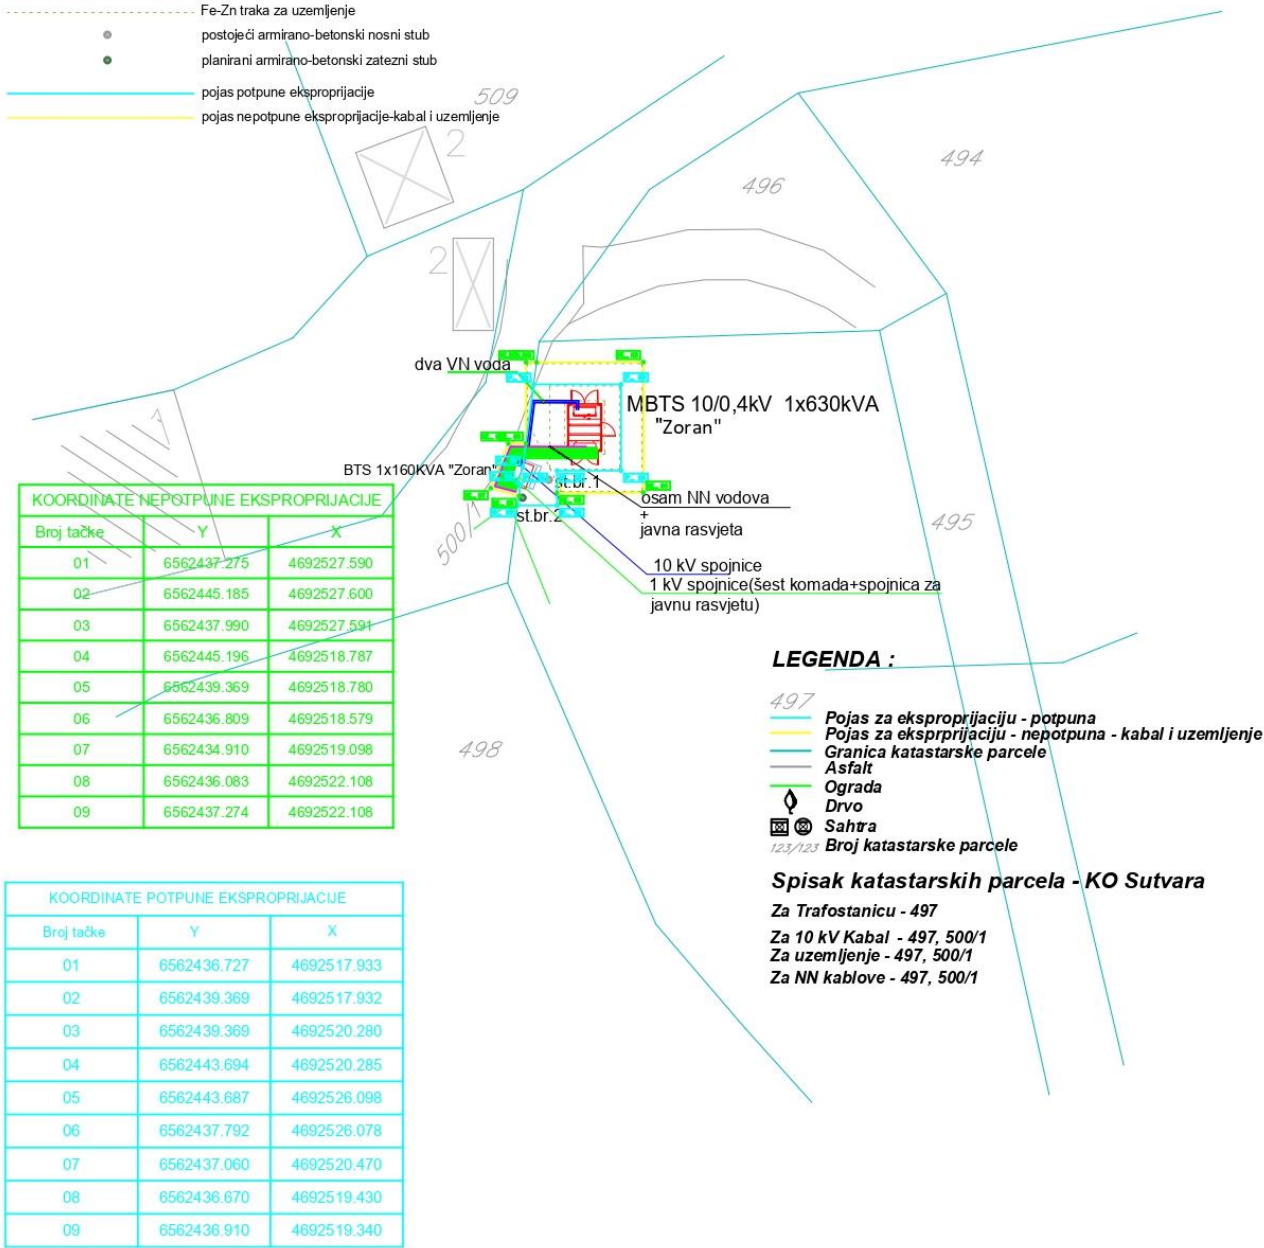 Fe-Zn traka za uzemljenje
postojeći armirano-betonski nosni stub
planirani armirano-betonski zatezni stub
pojas potpune eksproprijacije
pojas nepotpune eksproprijacije-kabal i uzemljenje
509
2
494
496
2
dva VN voda
MBTS 10/0,4kV 1x630kVA
"Zoran"
BTS 1x160KVA "Zoran"
st.br.1
st.br.2
osam NN vodova
+
javna rasvjeta
500/1
495
10 kV spojnice
1 kV spojnice(šest komada+spojnica za
javnu rasvjetu)
498
KOORDINATE NEPOTPUNE EKSPROPRIJACIJE
Broj tačke Y X
01 6562437.275 4692527.590
02 6562445.185 4692527.600
03 6562437.990 4692527.591
04 6562445.196 4692518.787
05 6562439.369 4692518.780
06 6562436.809 4692518.579
07 6562434.910 4692519.098
08 6562436.083 4692522.108
09 6562437.274 4692522.108
LEGENDA :
497
Pojas za eksproprijaciju - potpuna
Pojas za eksprprijaciju - nepotpuna - kabal i uzemljenje
Granica katastarske parcele
Asfalt
Ograda
Drvo
Sahtra
123/123 Broj katastarske parcele
Spisak katastarskih parcela - KO Sutvara
Za Trafostanicu - 497
Za 10 kV Kabal - 497, 500/1
Za uzemljenje - 497, 500/1
Za NN kablove - 497, 500/1
KOORDINATE POTPUNE EKSPROPRIJACIJE
Broj tačke Y X
01 6562436.727 4692517.933
02 6562439.369 4692517.932
03 6562439.369 4692520.280
04 6562443.694 4692520.285
05 6562443.687 4692526.098
06 6562437.792 4692526.078
07 6562437.060 4692520.470
08 6562436.670 4692519.430
09 6562436.910 4692519.340